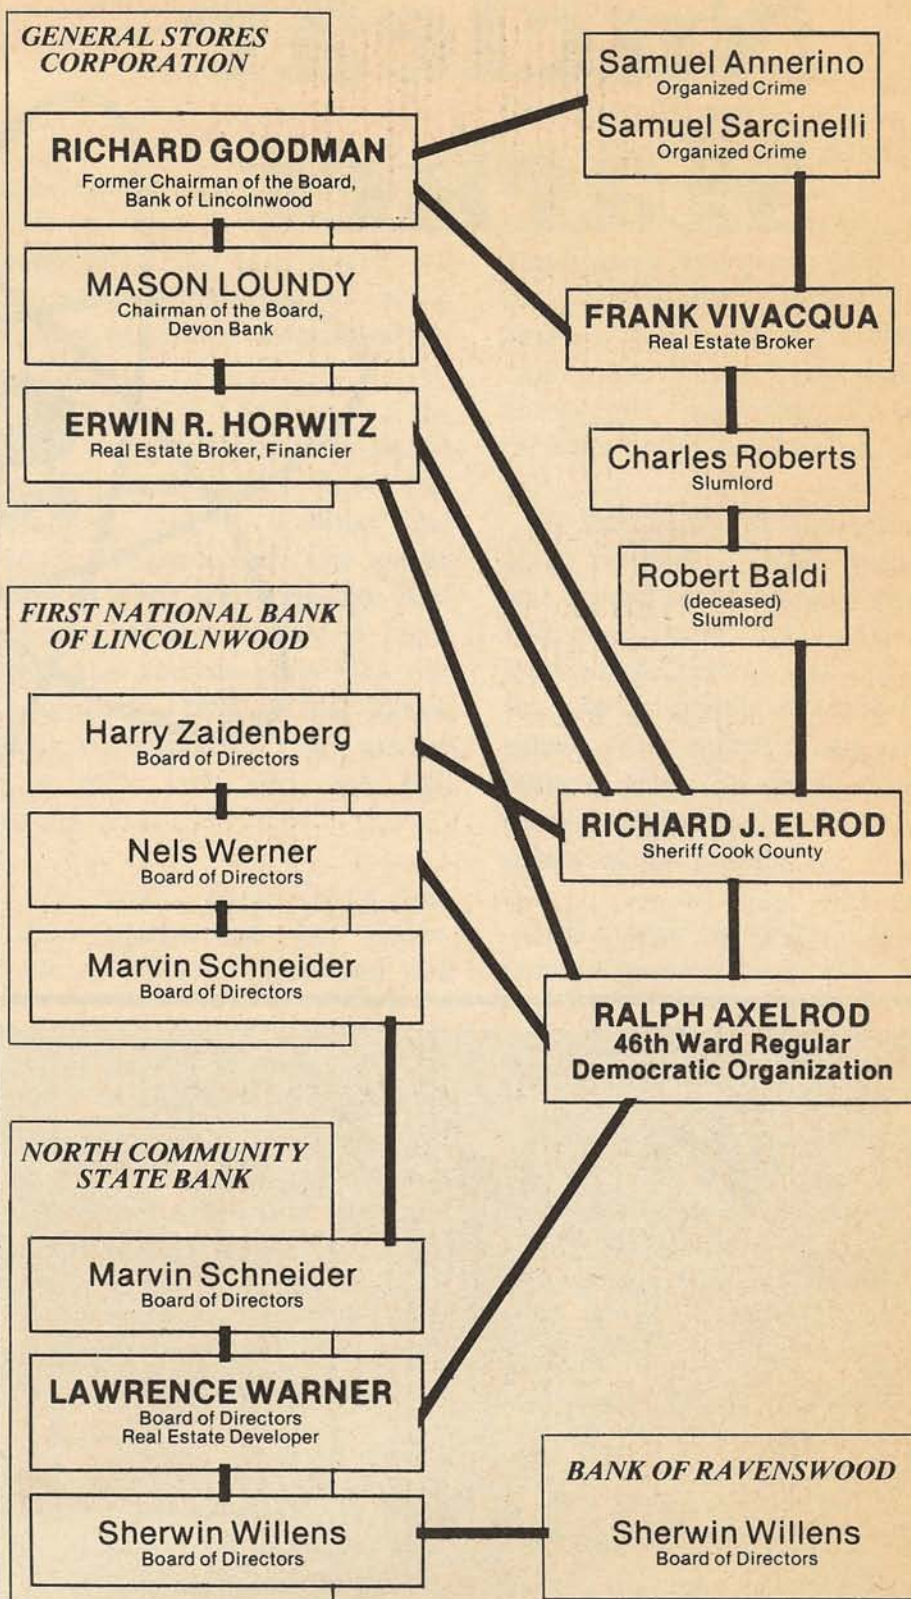 GENERAL STORES
CORPORATION
RICHARD GOODMAN
Former Chairman of the Board,
Bank of Lincolnwood
MASON LOUNDY
Chairman of the Board,
Devon Bank
ERWIN R. HORWITZ
Real Estate Broker, Financier
Samuel Annerino
Organized Crime
Samuel Sarcinelli
Organized Crime
FRANK VIVACQUA
Real Estate Broker
Charles Roberts
Slumlord
Robert Baldi
(deceased)
Slumlord
FIRST NATIONAL BANK
OF LINCOLNWOOD
Harry Zaidenberg
Board of Directors
Nels Werner
Board of Directors
Marvin Schneider
Board of Directors
RICHARD J. ELROD
Sheriff Cook County
RALPH AXELROD
46th Ward Regular
Democratic Organization
NORTH COMMUNITY
STATE BANK
Marvin Schneider
Board of Directors
LAWRENCE WARNER
Board of Directors
Real Estate Developer
Sherwin Willens
Board of Directors
BANK OF RAVENSWOOD
Sherwin Willens
Board of Directors